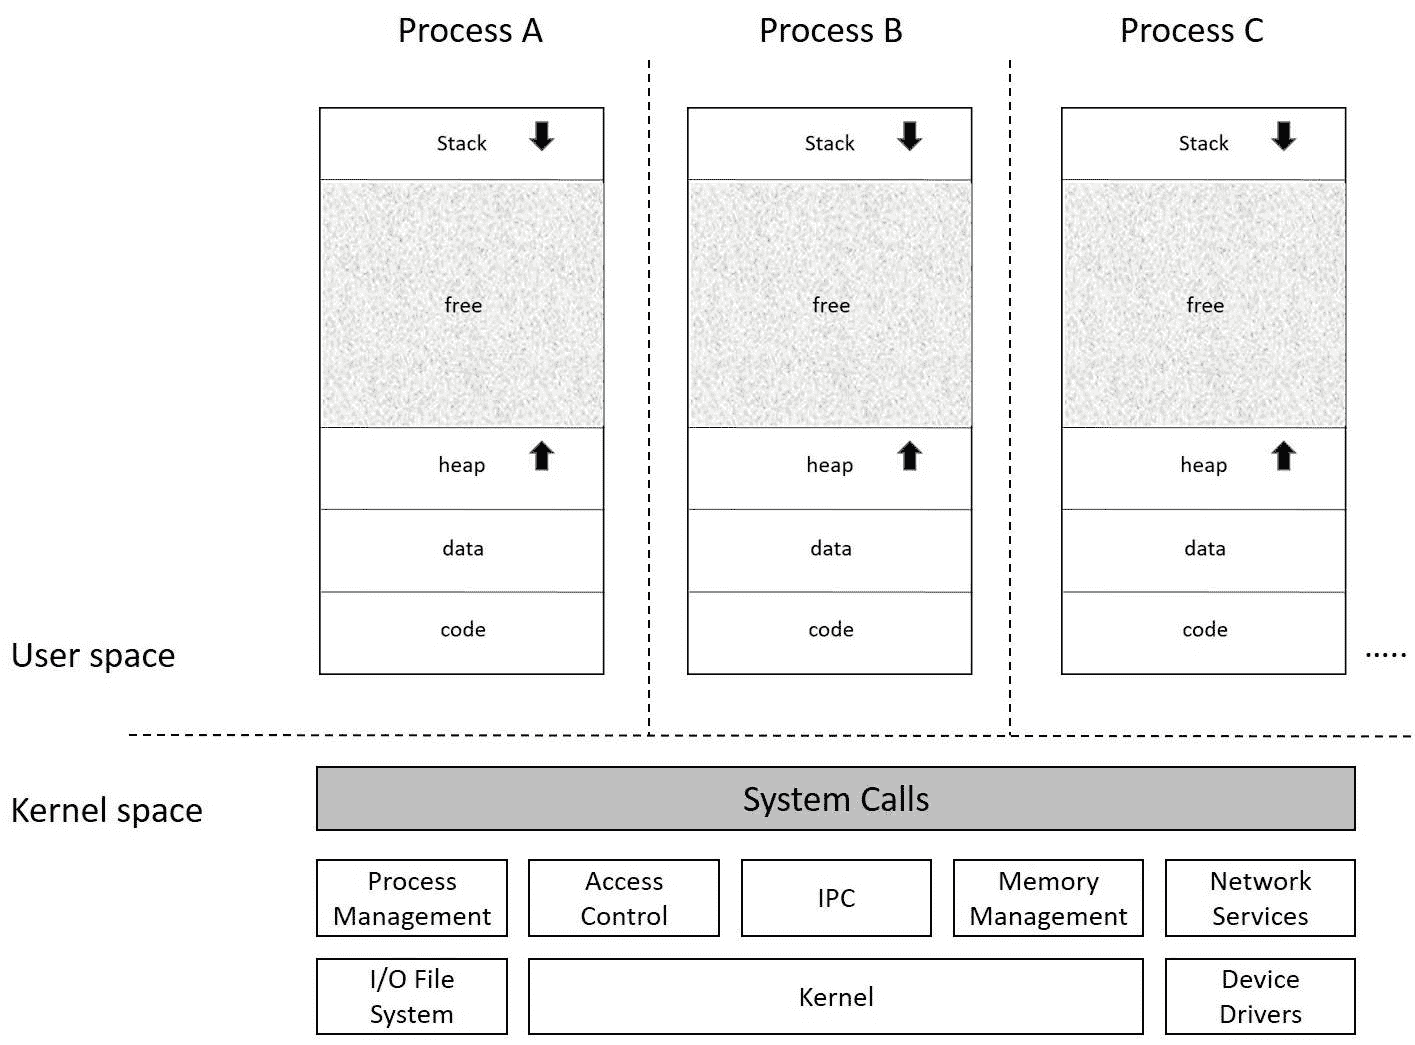 Process A
Process B
Process C
Stack
Stack
Stack
free
free
free
heap
heap
heap
data
data
data
code
code
code
User space
.....
Kernel space
System Calls
Process
Management
Access
Control
IPC
Memory
Management
Network
Services
I/O File
System
Kernel
Device
Drivers